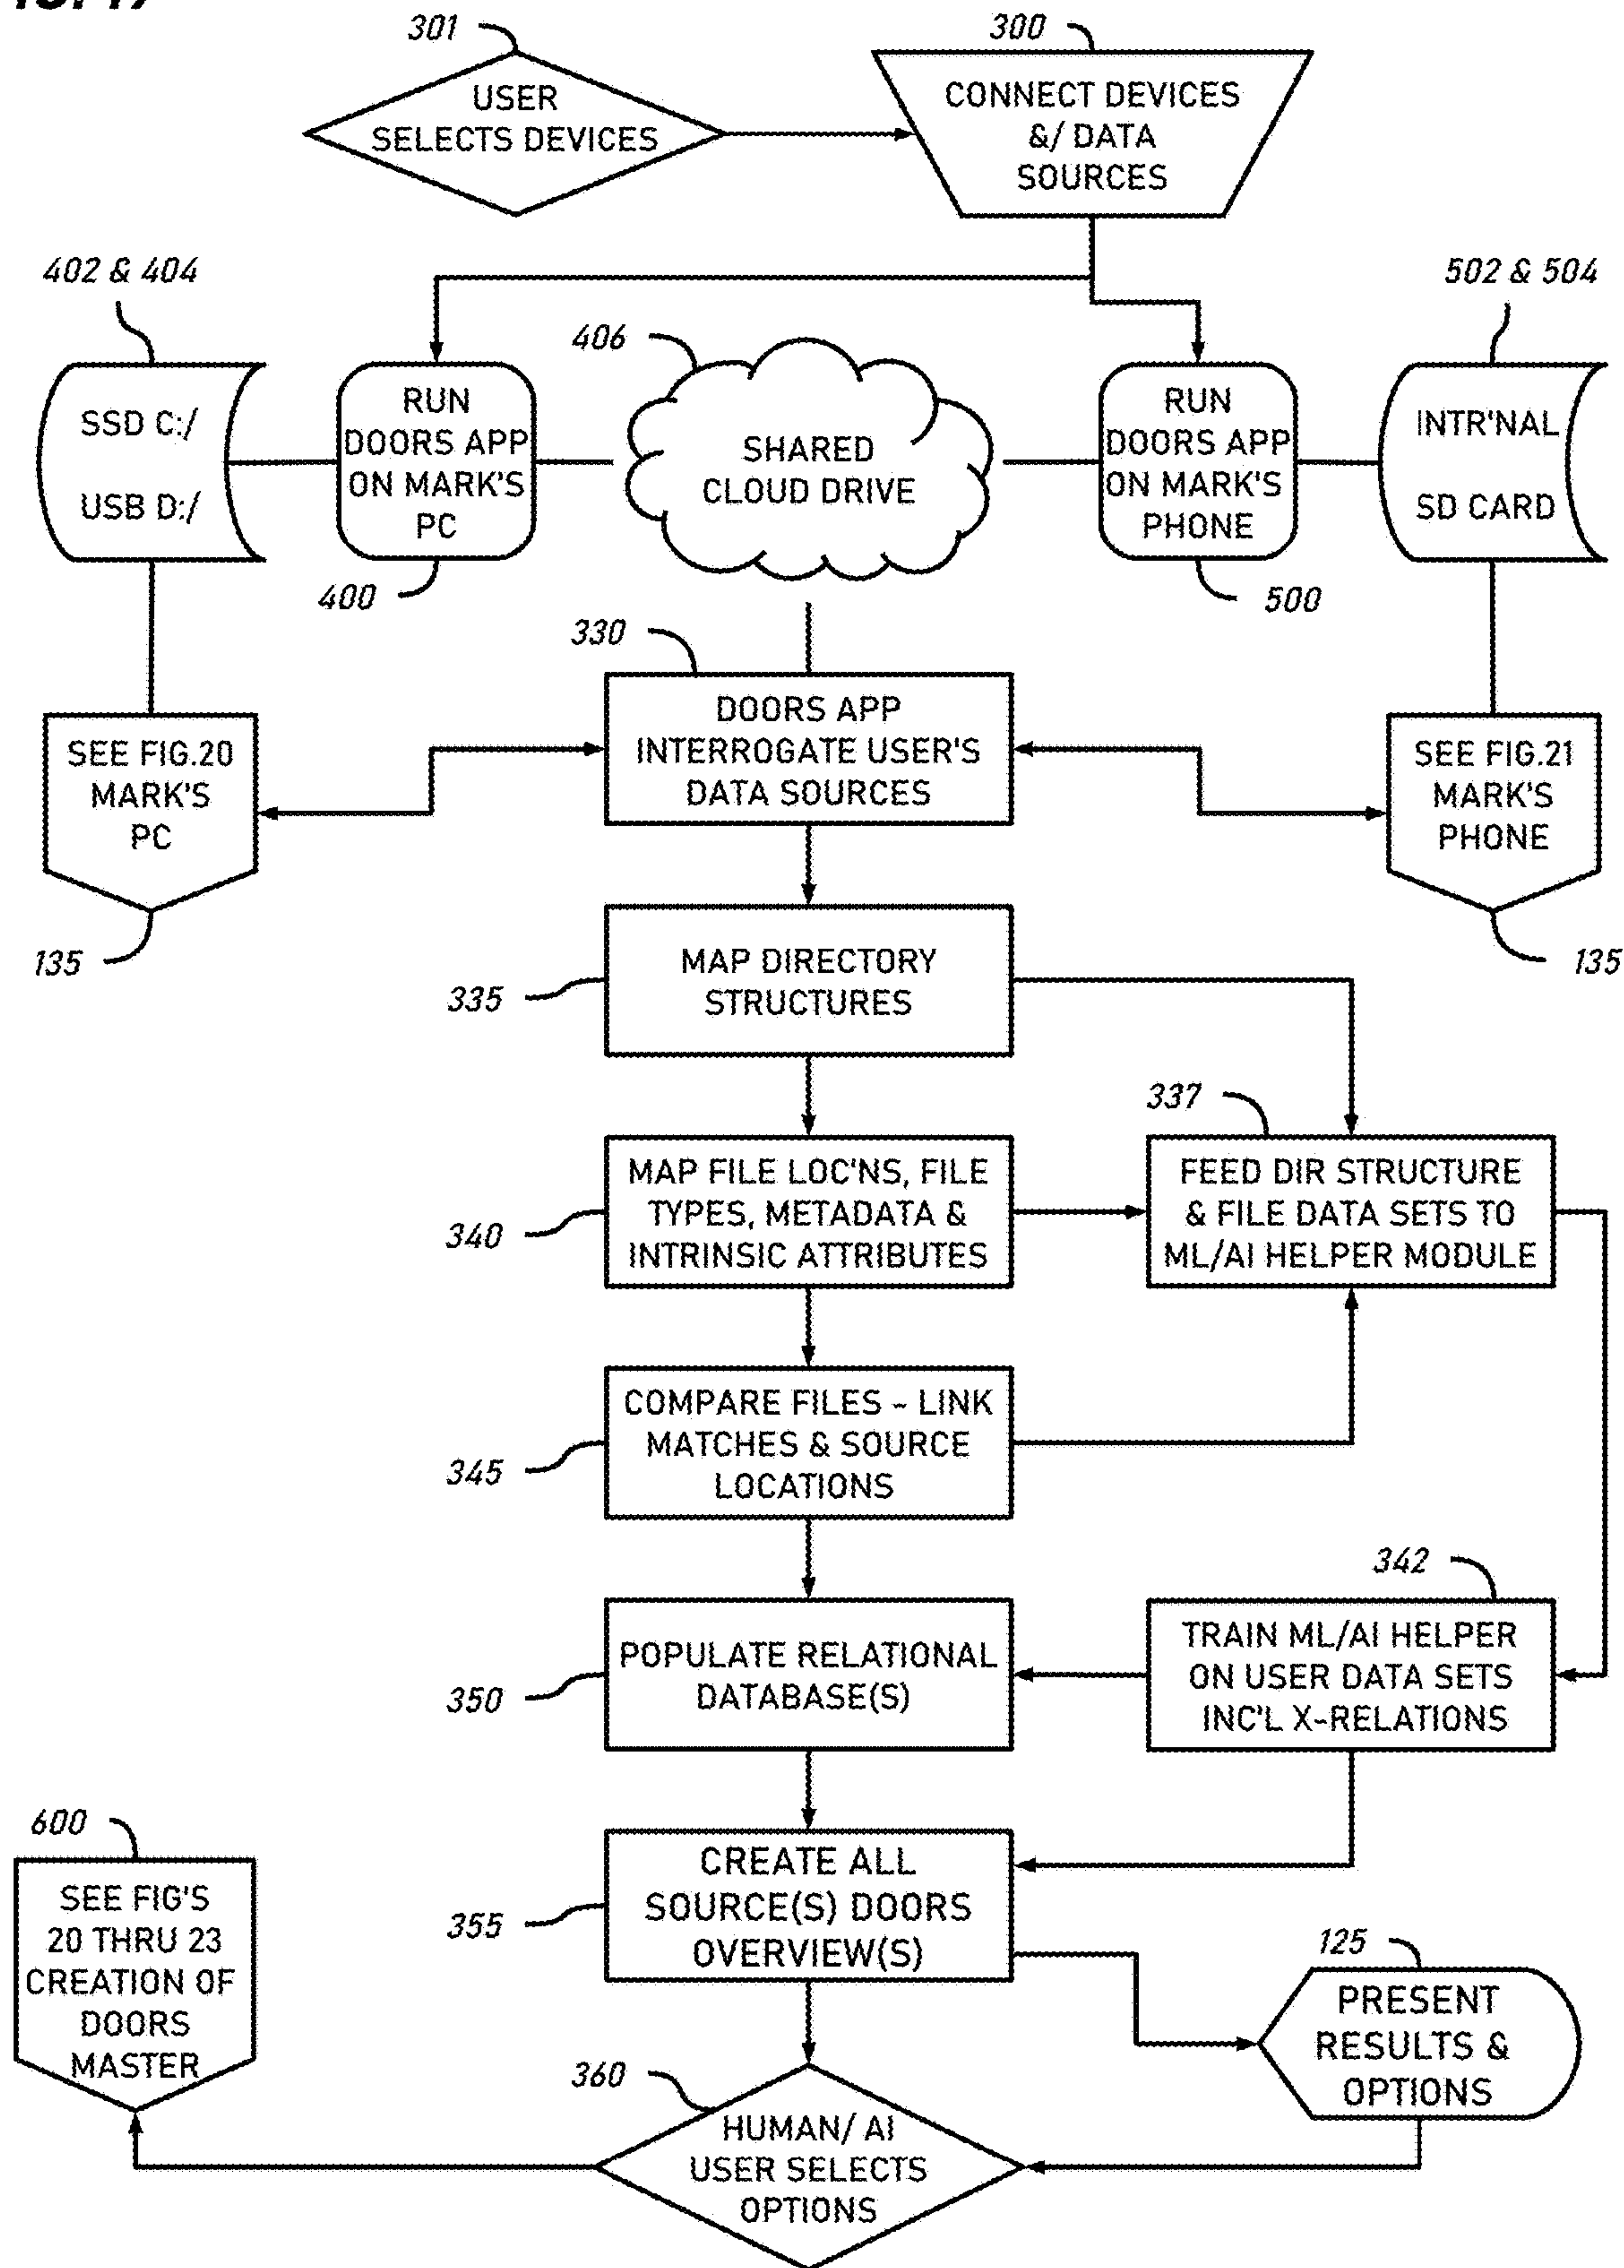 301
USER
SELECTS DEVICES
300
CONNECT DEVICES
&/ DATA
SOURCES
402 & 404
SSD C:/
USB D:/
RUN
DOORS APP
ON MARK'S
PC
400
406
SHARED
CLOUD DRIVE
RUN
DOORS APP
ON MARK'S
PHONE
500
502 & 504
INTR'NAL
SD CARD
330
DOORS APP
INTERROGATE USER'S
DATA SOURCES
SEE FIG.20
MARK'S
PC
135
SEE FIG.21
MARK'S
PHONE
135
335
MAP DIRECTORY
STRUCTURES
337
FEED DIR STRUCTURE
& FILE DATA SETS TO
ML/AI HELPER MODULE
340
MAP FILE LOC'NS, FILE
TYPES, METADATA &
INTRINSIC ATTRIBUTES
345
COMPARE FILES - LINK
MATCHES & SOURCE
LOCATIONS
342
TRAIN ML/AI HELPER
ON USER DATA SETS
INC'L X-RELATIONS
350
POPULATE RELATIONAL
DATABASE(S)
355
CREATE ALL
SOURCE(S) DOORS
OVERVIEW(S)
600
SEE FIG'S
20 THRU 23
CREATION OF
DOORS
MASTER
125
PRESENT
RESULTS &
OPTIONS
360
HUMAN/ AI
USER SELECTS
OPTIONS